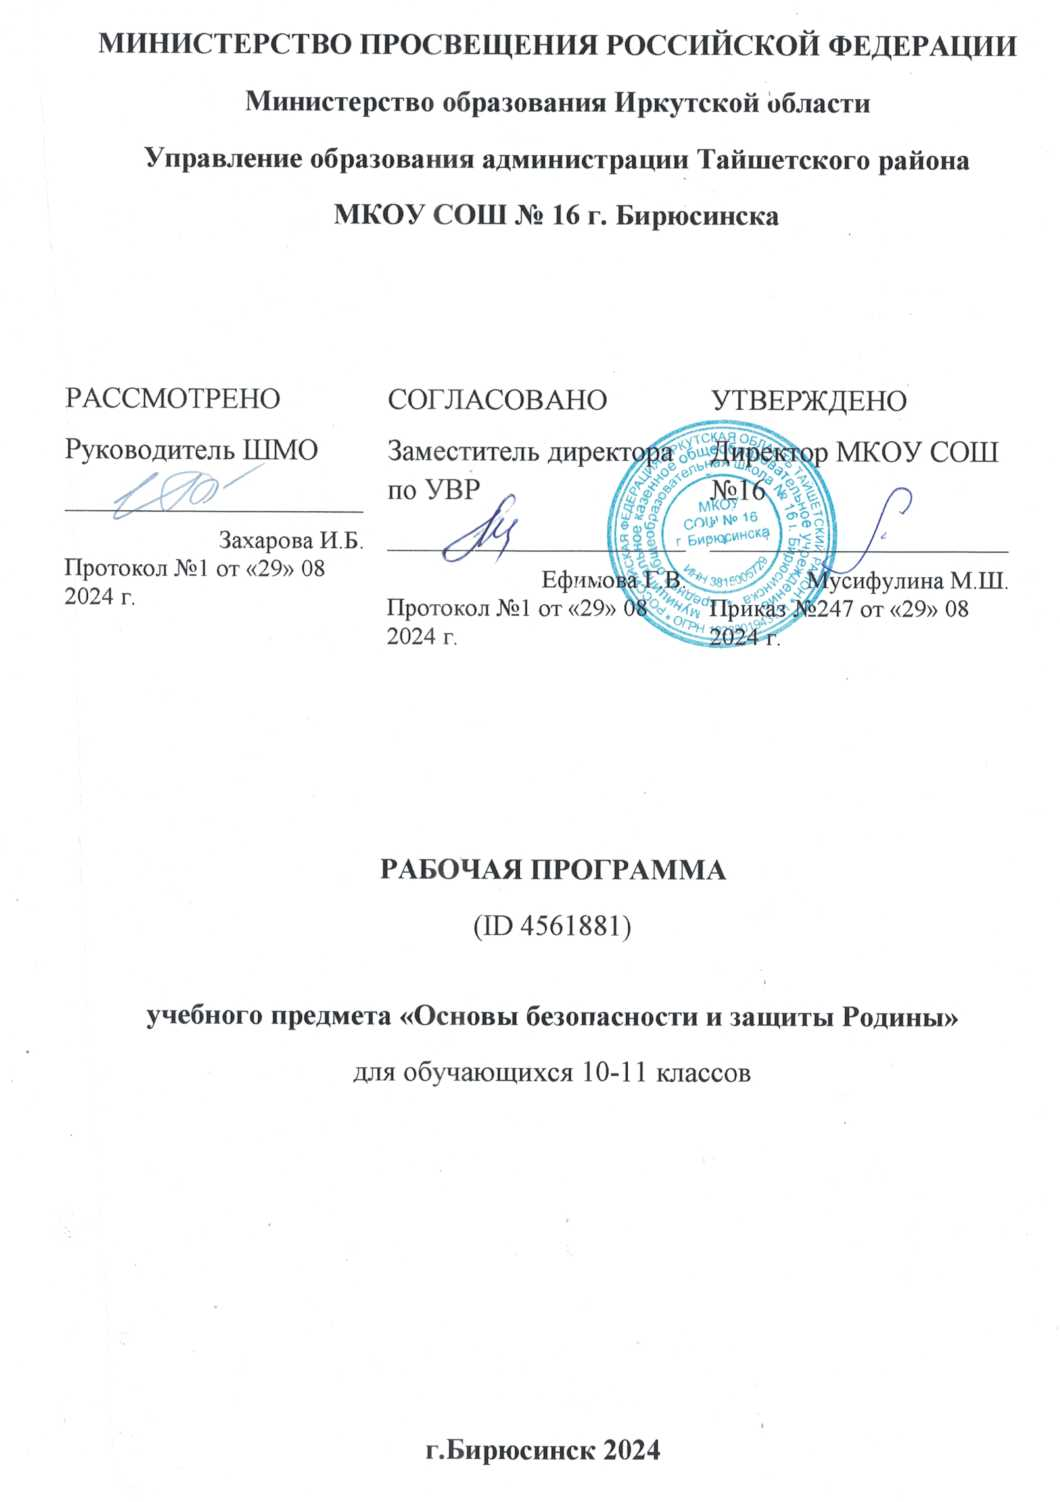 МИНИСТЕРСТВО ПРОСВЕЩЕНИЯ РОССИЙСКОЙ ФЕДЕРАЦИИ
Министерство образования Иркутской области
Управление образования администрации Тайшетского района
МКОУ СОШ № 16 г. Бирюсинска
РАССМОТРЕНО
Руководитель ШМО
Захарова И.Б.
Протокол №1 от «29» 08
2024 г.
СОГЛАСОВАНО
Заместитель директора
по УВР
Ефимова Г.В.
Протокол №1 от «29» 08
2024 г.
УТВЕРЖДЕНО
Директор МКОУ СОШ
№16
Мусифулина М.Ш.
Приказ №247 от «29» 08
2024 г.
МКОУ
СОШ № 16
г Бирюсинска
ИНН 3815005729
РАБОЧАЯ ПРОГРАММА
(ID 4561881)
учебного предмета «Основы безопасности и защиты Родины»
для обучающихся 10-11 классов
г.Бирюсинск 2024